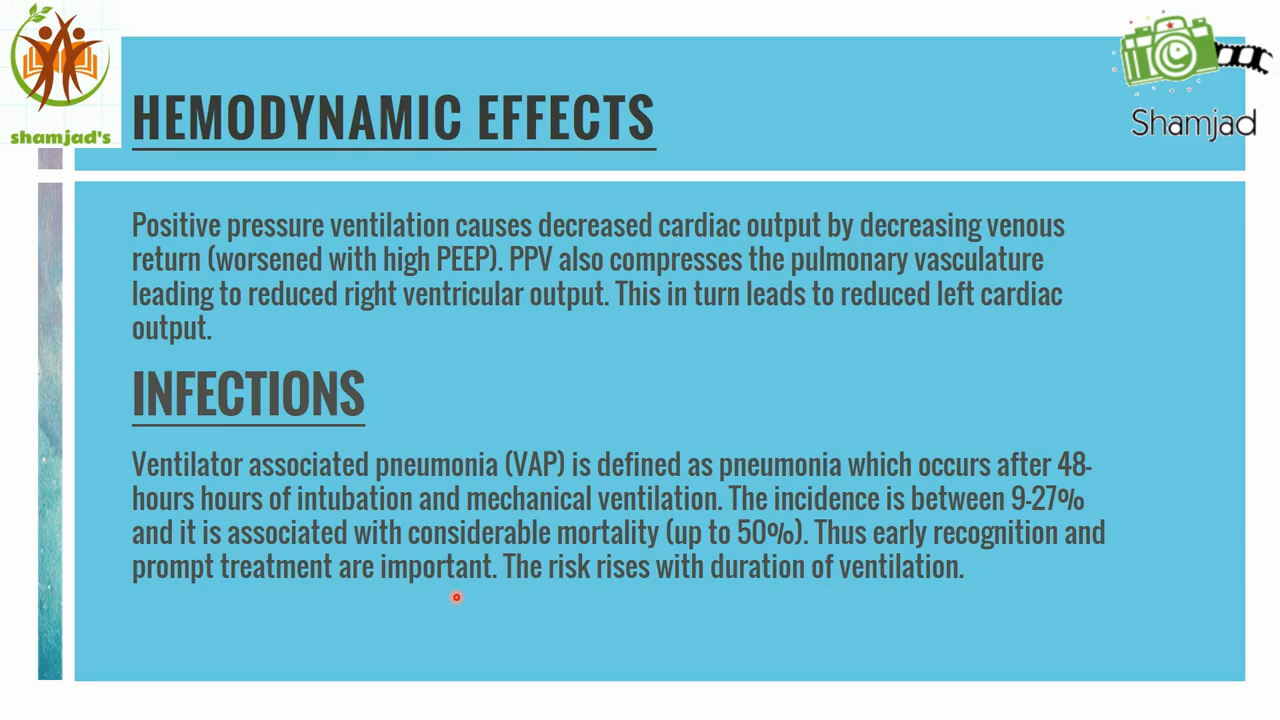 shamjad's
Shamjad
HEMODYNAMIC EFFECTS
Positive pressure ventilation causes decreased cardiac output by decreasing venous
return (worsened with high PEEP). PPV also compresses the pulmonary vasculature
leading to reduced right ventricular output. This in turn leads to reduced left cardiac
output.
INFECTIONS
Ventilator associated pneumonia (VAP) is defined as pneumonia which occurs after 48-
hours hours of intubation and mechanical ventilation. The incidence is between 9-27%
and it is associated with considerable mortality (up to 50%). Thus early recognition and
prompt treatment are important. The risk rises with duration of ventilation.